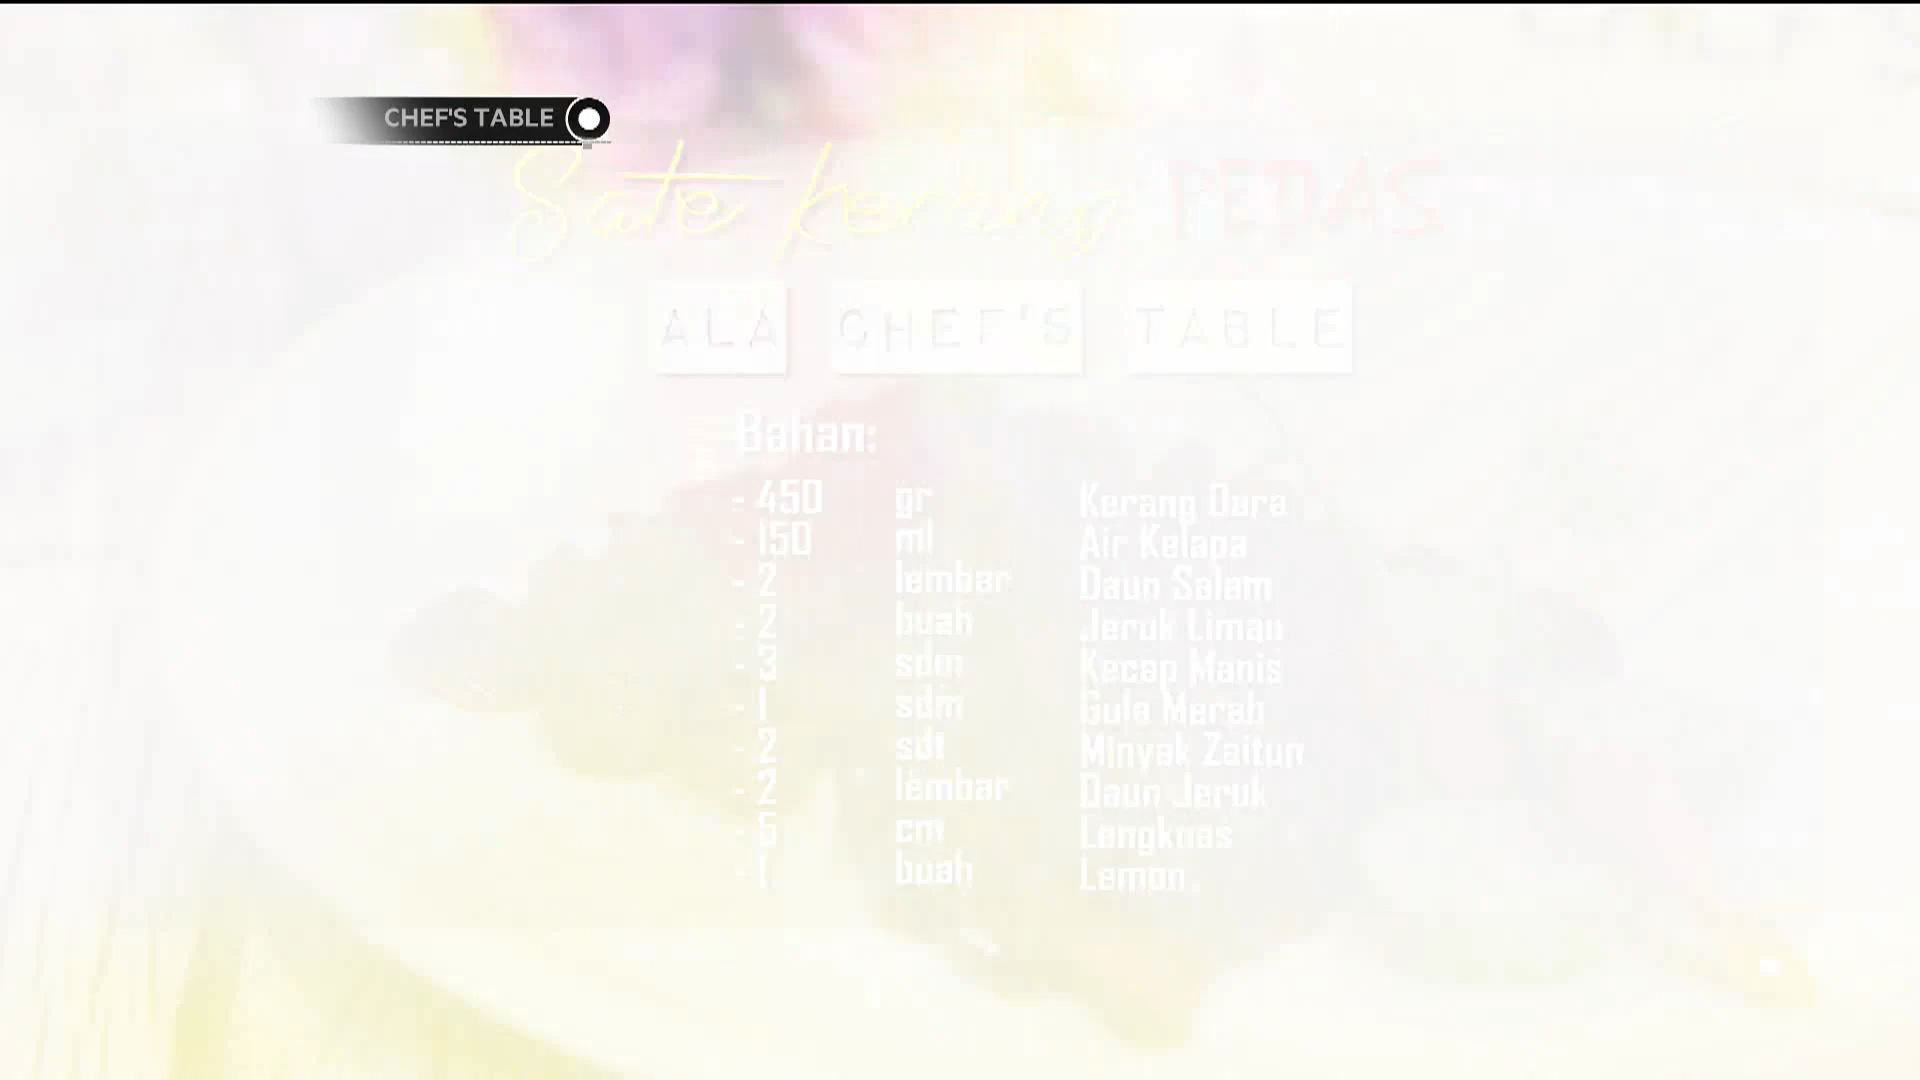 CHEF'S TABLE
Sate Kerang PEDAS
ALA CHEF'S TABLE
Bahan:
- 450 gr Kerang Dara
- 150 ml Air Kelapa
- 2 lembar Daun Salam
- 2 buah Jeruk Limau
- 3 sdm Kecap Manis
- 1 sdm Gula Merah
- 2 sdt Minyak Zaitun
- 2 lembar Daun Jeruk
- 5 cm Lengkuas
- 1 buah Lemon